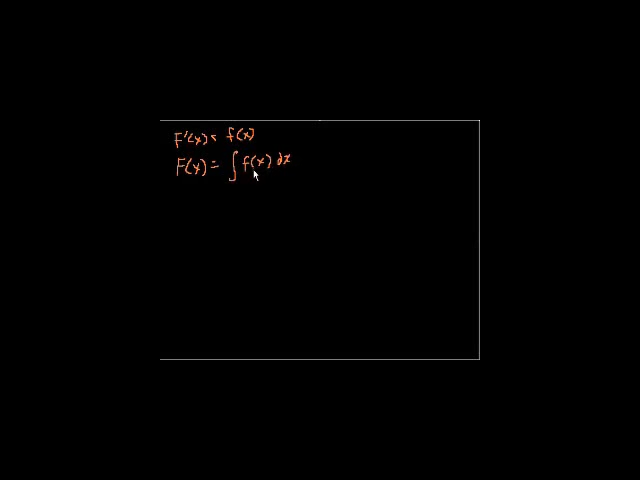 F'(x) = f(x)
F(x) = ∫ f(x) dx